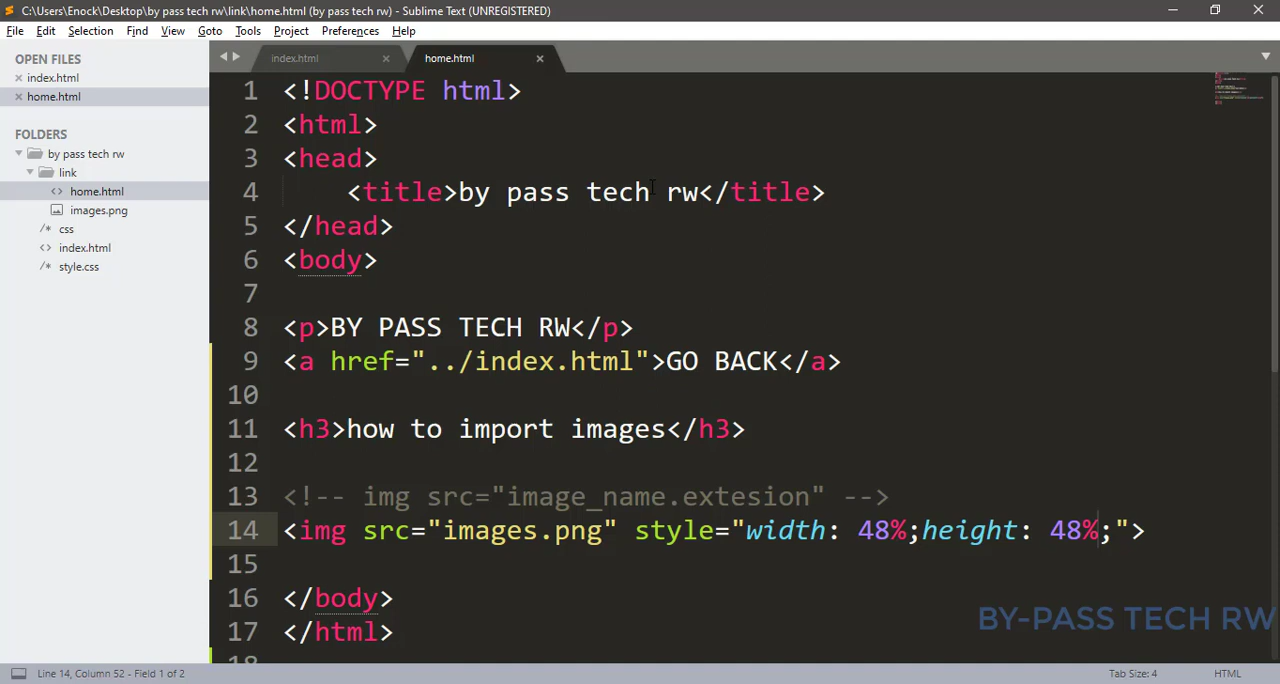 C:\Users\Enock\Desktop\by pass tech rw\link\home.html (by pass tech rw) - Sublime Text (UNREGISTERED)
File Edit Selection Find View Goto Tools Project Preferences Help
OPEN FILES
index.html
home.html
FOLDERS
by pass tech rw
link
home.html
images.png
css
index.html
style.css
index.html home.html
1 <!DOCTYPE html>
2 <html>
3 <head>
4 <title>by pass tech rw</title>
5 </head>
6 <body>
7
8 <p>BY PASS TECH RW</p>
9 <a href="../index.html">GO BACK</a>
10
11 <h3>how to import images</h3>
12
13 <!-- img src="image_name.extesion" -->
14 <img src="images.png" style="width: 48%;height: 48%;">
15
16 </body>
17 </html>
18
BY-PASS TECH RW
Line 14, Column 52 - Field 1 of 2 Tab Size: 4 HTML